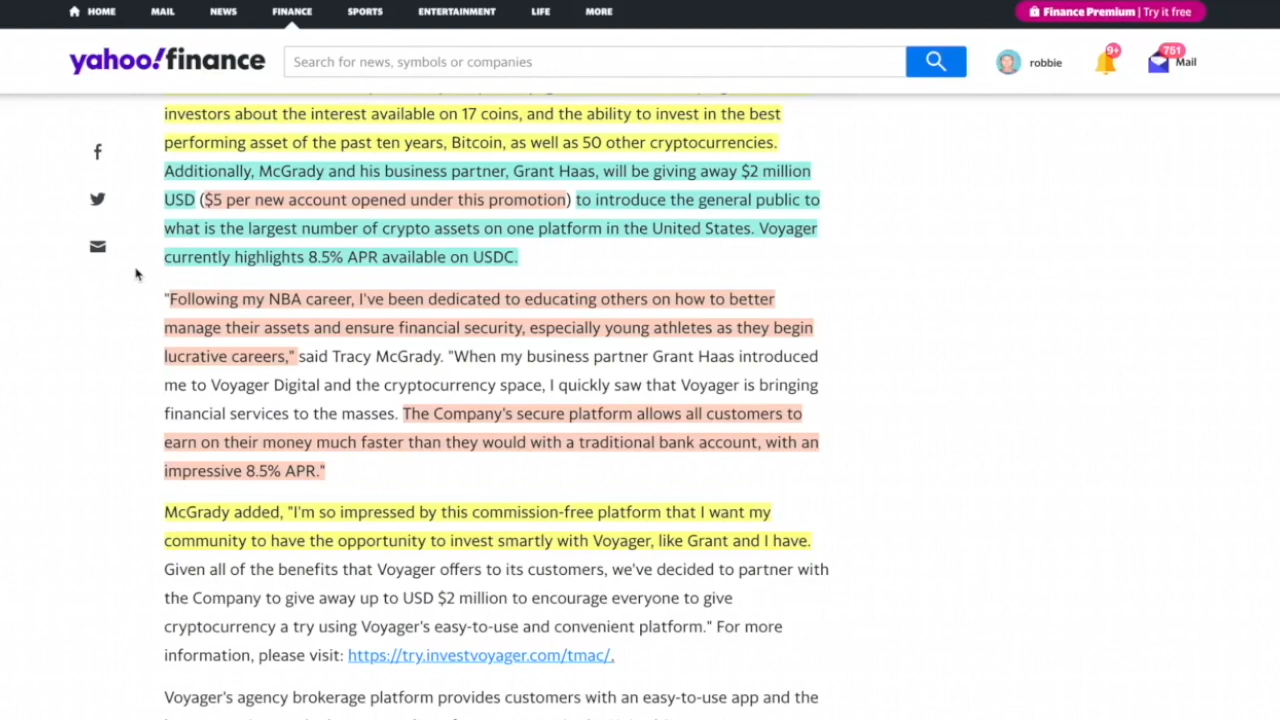 HOME MAIL NEWS FINANCE SPORTS ENTERTAINMENT LIFE MORE Finance Premium | Try it free
yahoo!finance Search for news, symbols or companies robbie 9+ 751 Mail
investors about the interest available on 17 coins, and the ability to invest in the best
performing asset of the past ten years, Bitcoin, as well as 50 other cryptocurrencies.
Additionally, McGrady and his business partner, Grant Haas, will be giving away $2 million
USD ($5 per new account opened under this promotion) to introduce the general public to
what is the largest number of crypto assets on one platform in the United States. Voyager
currently highlights 8.5% APR available on USDC.
"Following my NBA career, I've been dedicated to educating others on how to better
manage their assets and ensure financial security, especially young athletes as they begin
lucrative careers," said Tracy McGrady. "When my business partner Grant Haas introduced
me to Voyager Digital and the cryptocurrency space, I quickly saw that Voyager is bringing
financial services to the masses. The Company's secure platform allows all customers to
earn on their money much faster than they would with a traditional bank account, with an
impressive 8.5% APR."
McGrady added, "I'm so impressed by this commission-free platform that I want my
community to have the opportunity to invest smartly with Voyager, like Grant and I have.
Given all of the benefits that Voyager offers to its customers, we've decided to partner with
the Company to give away up to USD $2 million to encourage everyone to give
cryptocurrency a try using Voyager's easy-to-use and convenient platform." For more
information, please visit: https://try.investvoyager.com/tmac/.
Voyager's agency brokerage platform provides customers with an easy-to-use app and the